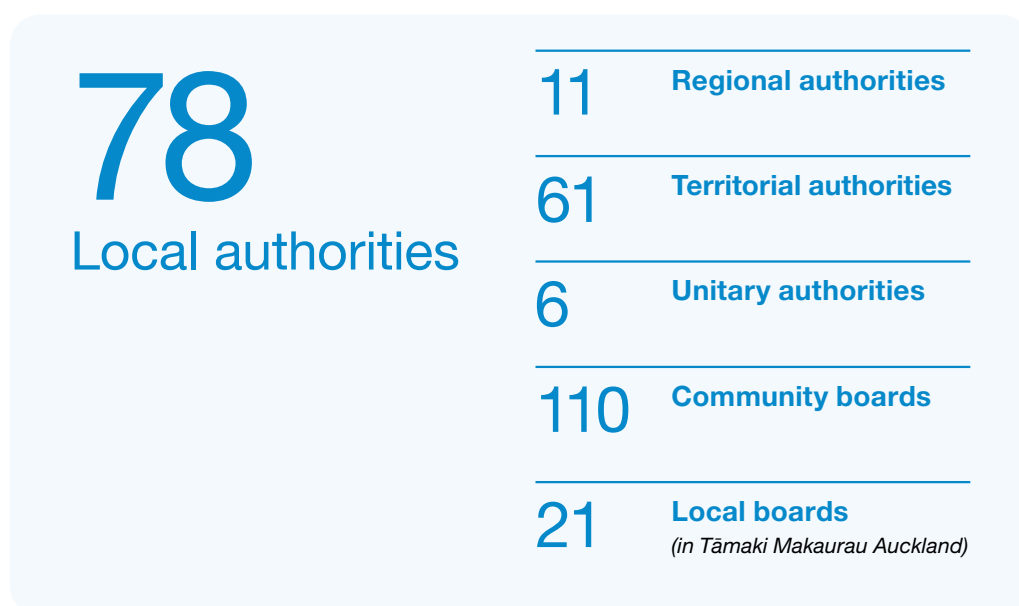 78
Local authorities
11
Regional authorities
61
Territorial authorities
6
Unitary authorities
110
Community boards
21
Local boards
(in Tāmaki Makaurau Auckland)